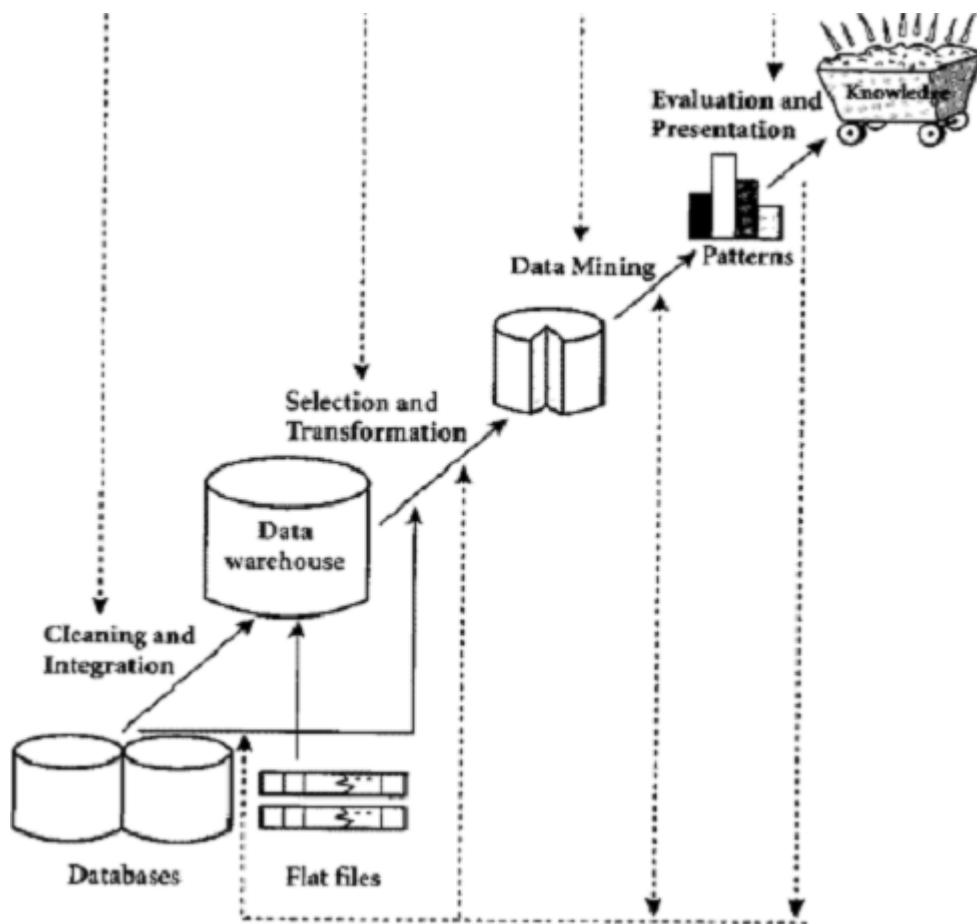 Knowledge
Evaluation and
Presentation
Patterns
Data Mining
Selection and
Transformation
Data
warehouse
Cleaning and
Integration
Databases
Flat files